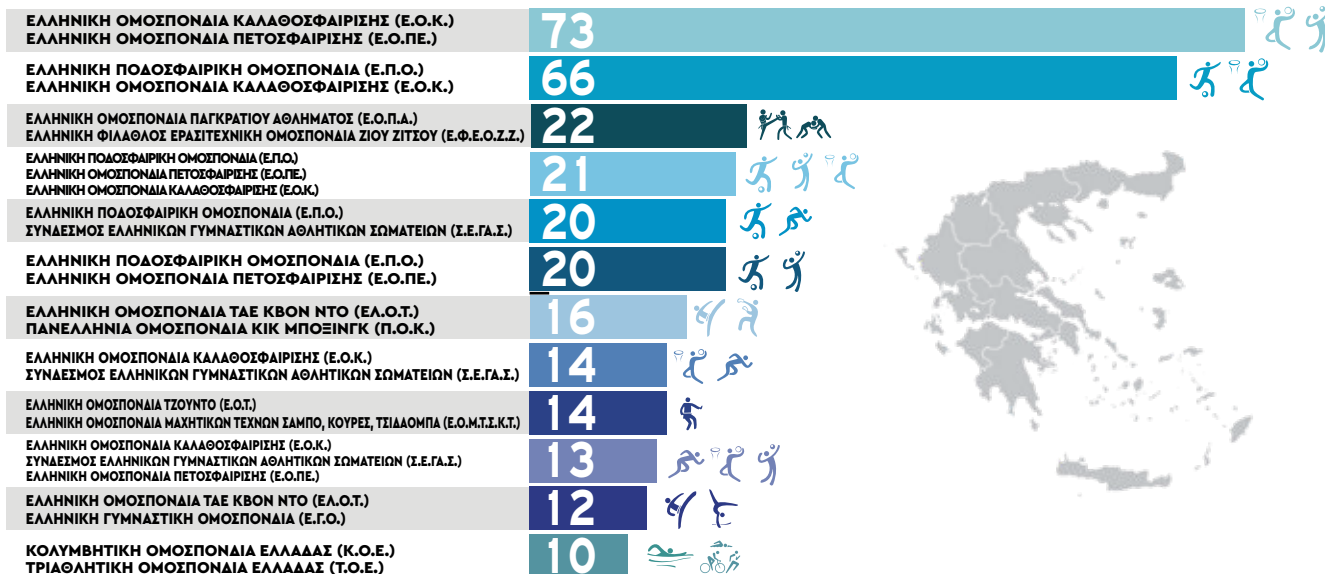 ΕΛΛΗΝΙΚΗ ΟΜΟΣΠΟΝΔΙΑ ΚΑΛΑΘΟΣΦΑΙΡΙΣΗΣ (Ε.Ο.Κ.)
ΕΛΛΗΝΙΚΗ ΟΜΟΣΠΟΝΔΙΑ ΠΕΤΟΣΦΑΙΡΙΣΗΣ (Ε.Ο.ΠΕ.)
73
ΕΛΛΗΝΙΚΗ ΠΟΔΟΣΦΑΙΡΙΚΗ ΟΜΟΣΠΟΝΔΙΑ (Ε.Π.Ο.)
ΕΛΛΗΝΙΚΗ ΟΜΟΣΠΟΝΔΙΑ ΚΑΛΑΘΟΣΦΑΙΡΙΣΗΣ (Ε.Ο.Κ.)
66
ΕΛΛΗΝΙΚΗ ΟΜΟΣΠΟΝΔΙΑ ΠΑΓΚΡΑΤΙΟΥ ΑΘΛΗΜΑΤΟΣ (Ε.Ο.Π.Α.)
ΕΛΛΗΝΙΚΗ ΦΙΛΑΘΛΟΣ ΕΡΑΣΙΤΕΧΝΙΚΗ ΟΜΟΣΠΟΝΔΙΑ ΖΙΟΥ ΖΙΤΣΟΥ (Ε.Φ.Ε.Ο.Ζ.Ζ.)
22
ΕΛΛΗΝΙΚΗ ΠΟΔΟΣΦΑΙΡΙΚΗ ΟΜΟΣΠΟΝΔΙΑ (Ε.Π.Ο.)
ΕΛΛΗΝΙΚΗ ΟΜΟΣΠΟΝΔΙΑ ΠΕΤΟΣΦΑΙΡΙΣΗΣ (Ε.Ο.ΠΕ.)
ΕΛΛΗΝΙΚΗ ΟΜΟΣΠΟΝΔΙΑ ΚΑΛΑΘΟΣΦΑΙΡΙΣΗΣ (Ε.Ο.Κ.)
21
ΕΛΛΗΝΙΚΗ ΠΟΔΟΣΦΑΙΡΙΚΗ ΟΜΟΣΠΟΝΔΙΑ (Ε.Π.Ο.)
ΣΥΝΔΕΣΜΟΣ ΕΛΛΗΝΙΚΩΝ ΓΥΜΝΑΣΤΙΚΩΝ ΑΘΛΗΤΙΚΩΝ ΣΩΜΑΤΕΙΩΝ (Σ.Ε.ΓΑ.Σ.)
20
ΕΛΛΗΝΙΚΗ ΠΟΔΟΣΦΑΙΡΙΚΗ ΟΜΟΣΠΟΝΔΙΑ (Ε.Π.Ο.)
ΕΛΛΗΝΙΚΗ ΟΜΟΣΠΟΝΔΙΑ ΠΕΤΟΣΦΑΙΡΙΣΗΣ (Ε.Ο.ΠΕ.)
20
ΕΛΛΗΝΙΚΗ ΟΜΟΣΠΟΝΔΙΑ ΤΑΕ ΚΒΟΝ ΝΤΟ (ΕΛ.Ο.Τ.)
ΠΑΝΕΛΛΗΝΙΑ ΟΜΟΣΠΟΝΔΙΑ ΚΙΚ ΜΠΟΞΙΝΓΚ (Π.Ο.Κ.)
16
ΕΛΛΗΝΙΚΗ ΟΜΟΣΠΟΝΔΙΑ ΚΑΛΑΘΟΣΦΑΙΡΙΣΗΣ (Ε.Ο.Κ.)
ΣΥΝΔΕΣΜΟΣ ΕΛΛΗΝΙΚΩΝ ΓΥΜΝΑΣΤΙΚΩΝ ΑΘΛΗΤΙΚΩΝ ΣΩΜΑΤΕΙΩΝ (Σ.Ε.ΓΑ.Σ.)
14
ΕΛΛΗΝΙΚΗ ΟΜΟΣΠΟΝΔΙΑ ΤΖΟΥΝΤΟ (Ε.Ο.Τ.)
ΕΛΛΗΝΙΚΗ ΟΜΟΣΠΟΝΔΙΑ ΜΑΧΗΤΙΚΩΝ ΤΕΧΝΩΝ ΣΑΜΠΟ, ΚΟΥΡΕΣ, ΤΣΙΔΑΟΜΠΑ (Ε.Ο.Μ.Τ.Σ.Κ.Τ.)
14
ΕΛΛΗΝΙΚΗ ΟΜΟΣΠΟΝΔΙΑ ΚΑΛΑΘΟΣΦΑΙΡΙΣΗΣ (Ε.Ο.Κ.)
ΣΥΝΔΕΣΜΟΣ ΕΛΛΗΝΙΚΩΝ ΓΥΜΝΑΣΤΙΚΩΝ ΑΘΛΗΤΙΚΩΝ ΣΩΜΑΤΕΙΩΝ (Σ.Ε.ΓΑ.Σ.)
ΕΛΛΗΝΙΚΗ ΟΜΟΣΠΟΝΔΙΑ ΠΕΤΟΣΦΑΙΡΙΣΗΣ (Ε.Ο.ΠΕ.)
13
ΕΛΛΗΝΙΚΗ ΟΜΟΣΠΟΝΔΙΑ ΤΑΕ ΚΒΟΝ ΝΤΟ (ΕΛ.Ο.Τ.)
ΕΛΛΗΝΙΚΗ ΓΥΜΝΑΣΤΙΚΗ ΟΜΟΣΠΟΝΔΙΑ (Ε.Γ.Ο.)
12
ΚΟΛΥΜΒΗΤΙΚΗ ΟΜΟΣΠΟΝΔΙΑ ΕΛΛΑΔΑΣ (Κ.Ο.Ε.)
ΤΡΙΑΘΛΗΤΙΚΗ ΟΜΟΣΠΟΝΔΙΑ ΕΛΛΑΔΑΣ (Τ.Ο.Ε.)
10